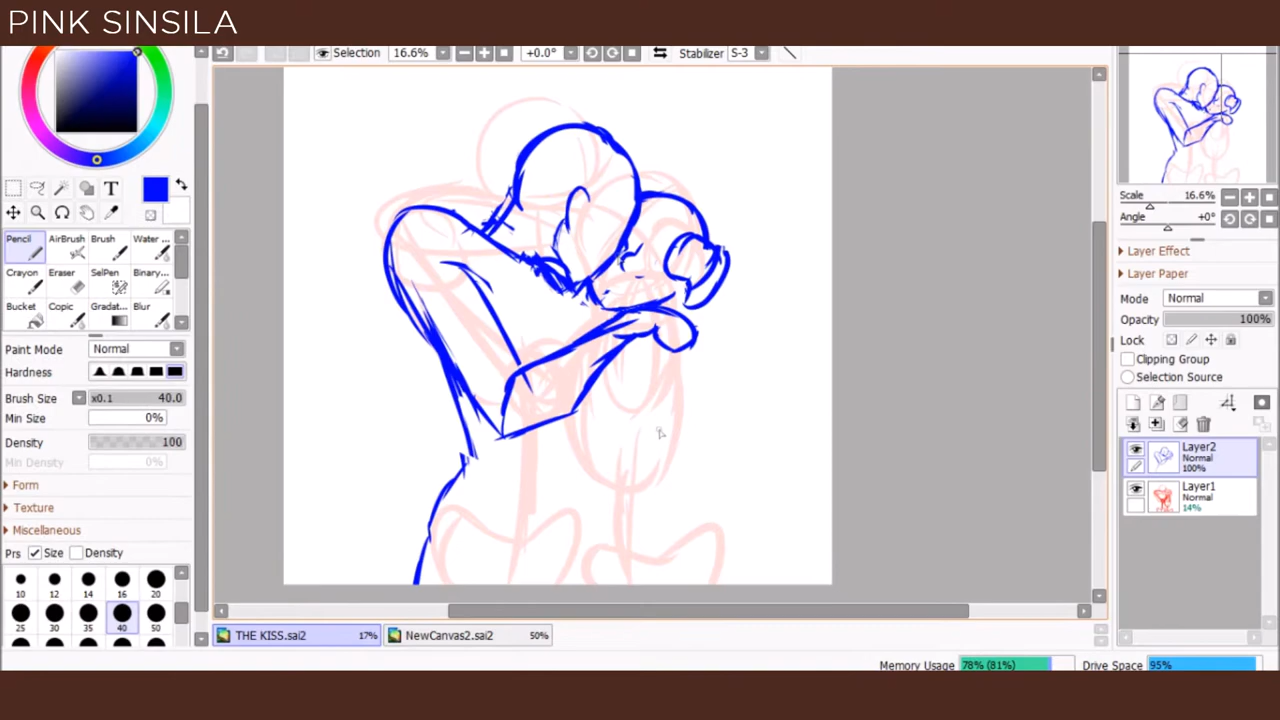 PINK SINSILA
Selection 16.6% +0.0° Stabilizer S-3
T
Pencil AirBrush Brush Water ...
Crayon Eraser SelPen Binary...
Bucket Copic Gradat... Blur
Paint Mode Normal
Hardness
Brush Size x0.1 40.0
Min Size 0%
Density 100
Min Density 0%
Form
Texture
Miscellaneous
Prs Size Density
10 12 14 16 20
25 30 35 40 50
THE KISS.sai2 17% NewCanvas2.sai2 50%
Memory Usage 78% (81%) Drive Space 95%
Scale 16.6%
Angle +0°
Layer Effect
Layer Paper
Mode Normal
Opacity 100%
Lock
Clipping Group
Selection Source
Layer2
Normal
100%
Layer1
Normal
14%